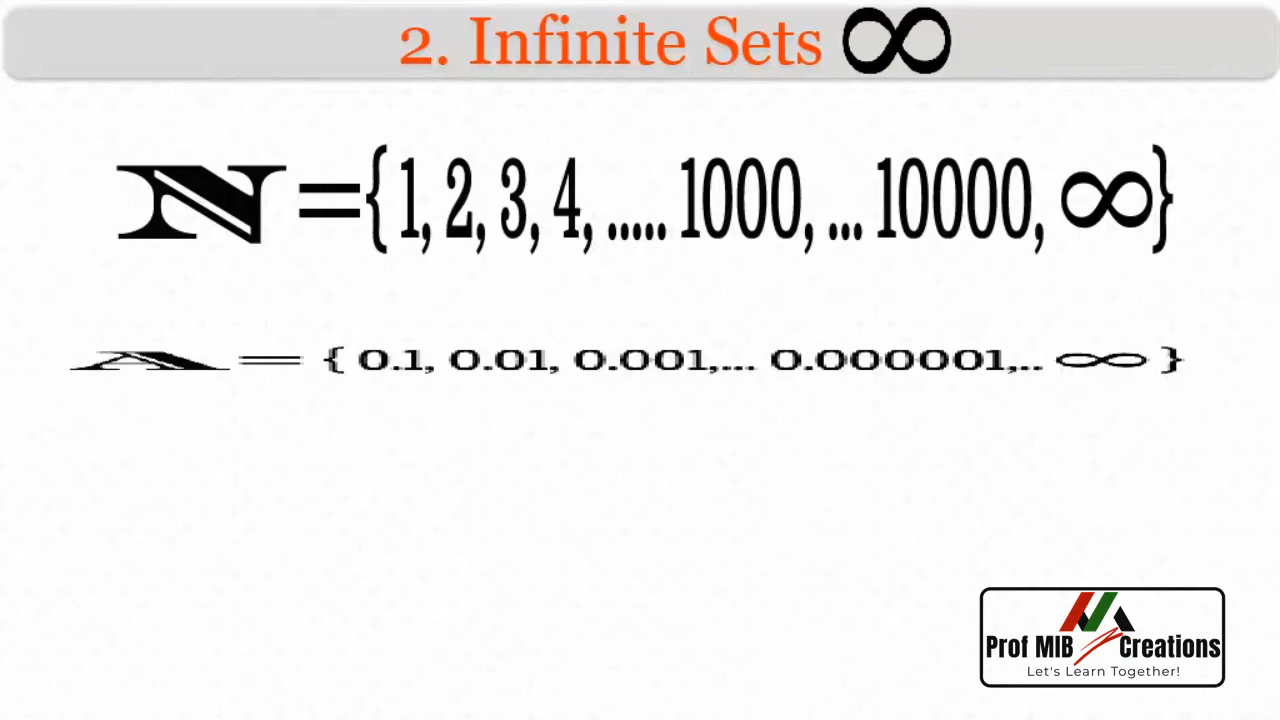 2. Infinite Sets ∞
N={ 1, 2, 3, 4, ..... 1000, ... 10000, ∞}
A = { 0.1, 0.01, 0.001,... 0.000001,.. ∞ }
Prof MIB Creations
Let's Learn Together!